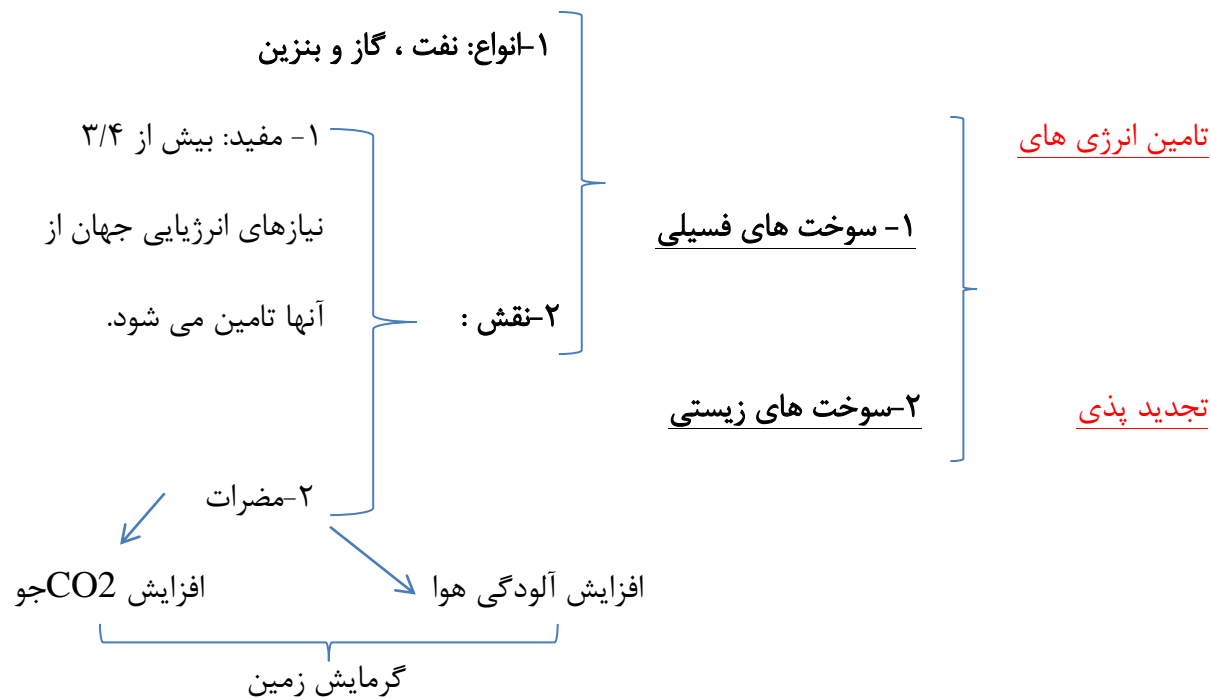 تامین انرژی های
تجدید پذی
۱- سوخت های فسیلی
۱-انواع: نفت ، گاز و بنزین
۲-نقش :
۱- مفید: بیش از ۳/۴
نیازهای انرژیایی جهان از
آنها تامین می شود.
۲-مضرات
افزایش آلودگی هوا
افزایش CO2جو
گرمایش زمین
۲-سوخت های زیستی